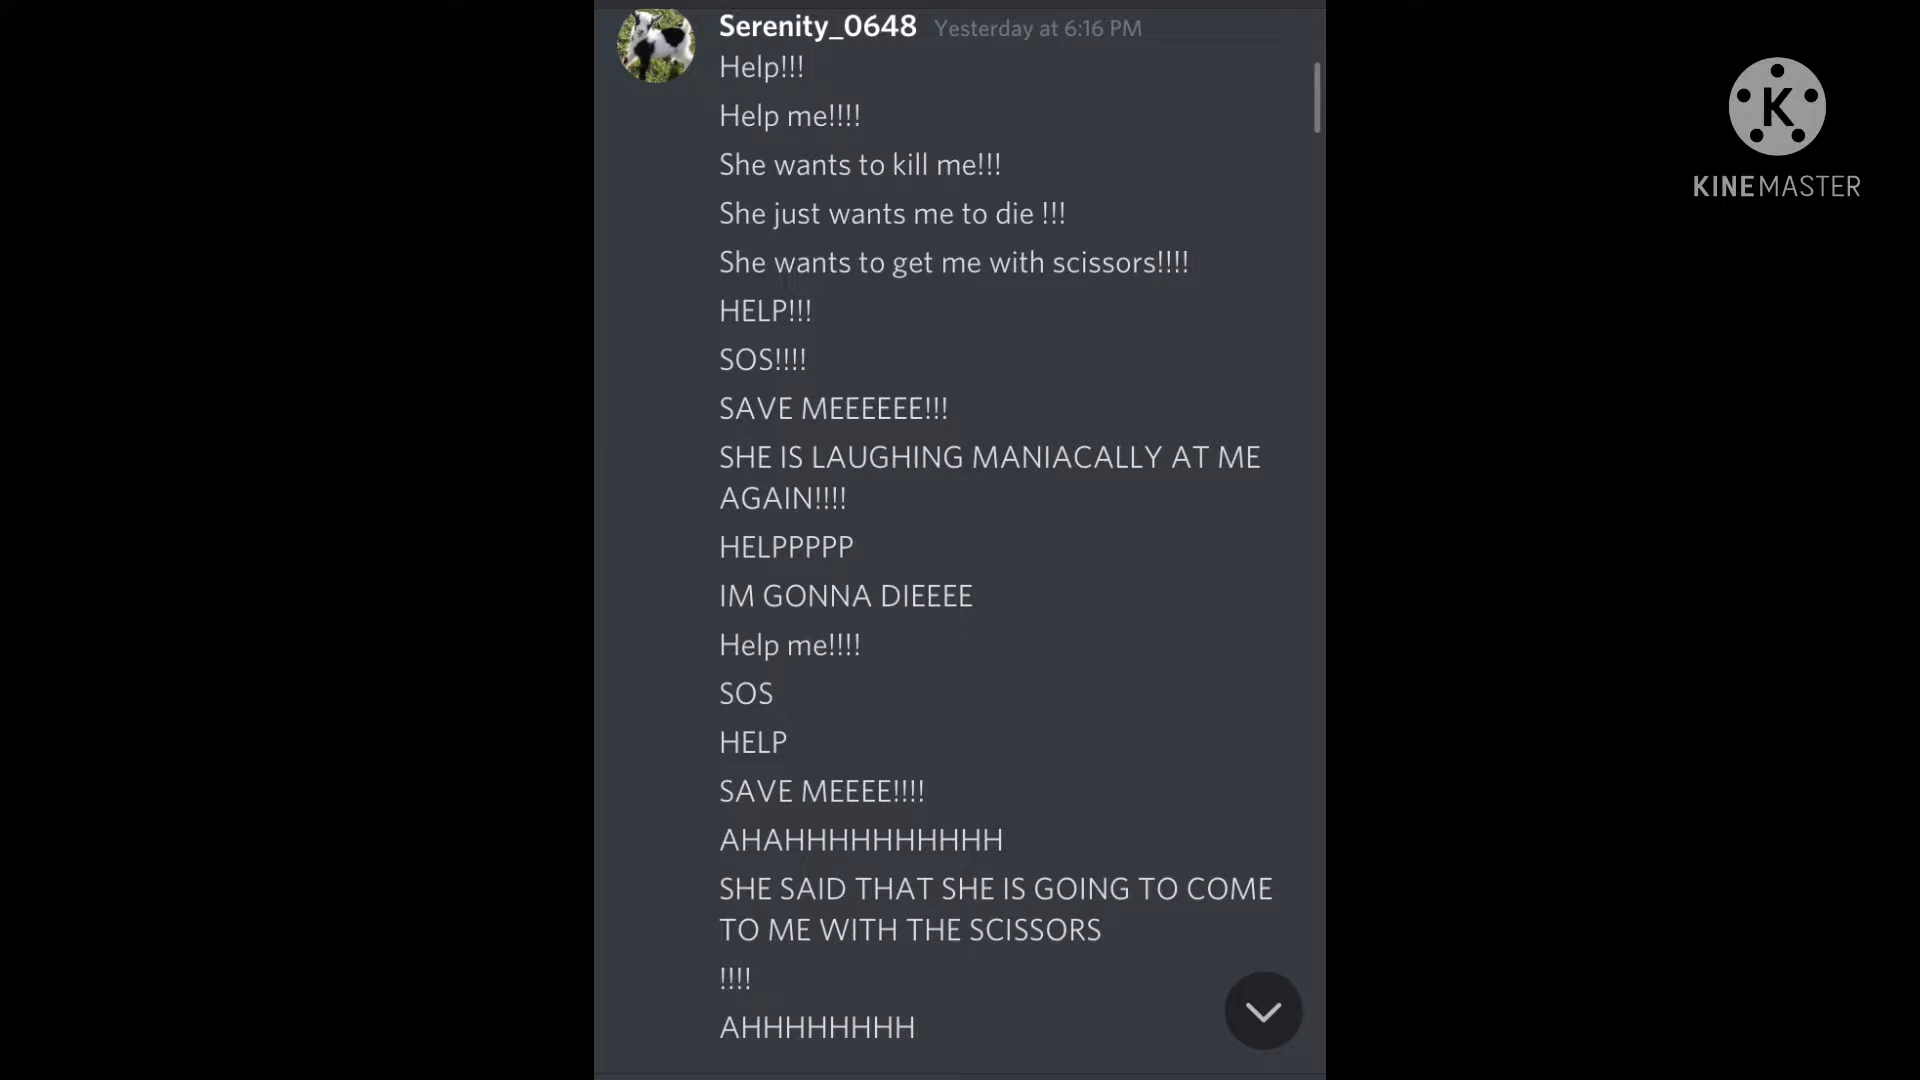 Serenity_0648 Yesterday at 6:16 PM
Help!!!
Help me!!!!
She wants to kill me!!!
She just wants me to die !!!
She wants to get me with scissors!!!!
HELP!!!
SOS!!!!
SAVE MEEEEEE!!!
SHE IS LAUGHING MANIACALLY AT ME
AGAIN!!!!
HELPPPPP
IM GONNA DIEEEE
Help me!!!!
SOS
HELP
SAVE MEEEE!!!!
AHAHHHHHHHHHH
SHE SAID THAT SHE IS GOING TO COME
TO ME WITH THE SCISSORS
!!!!
AHHHHHHHH
K
KINEMASTER